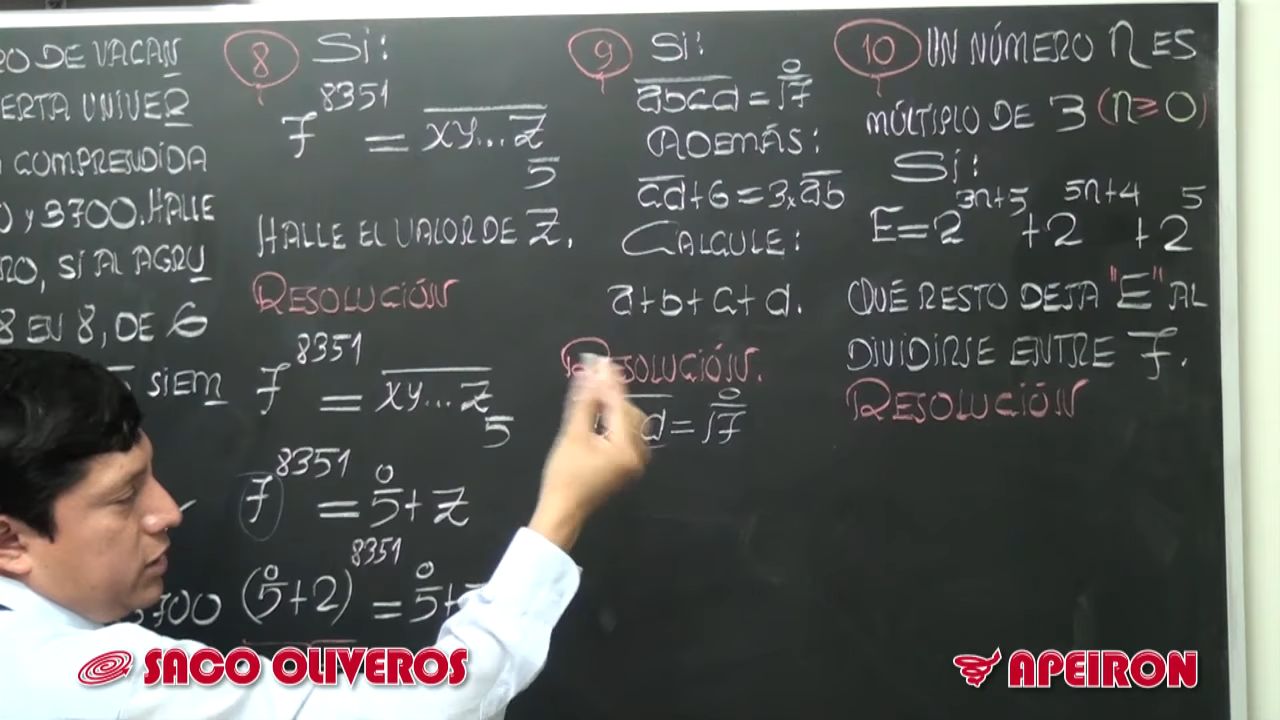 RO DE VACAN
ERTA UNIVER
COMPRENDIDA
0 y 3700. HALLE
RO, SI AL AGRU
8 EN 8, DE 6
SIEM
3700
8 Si:
7^8351 = xy...z
5
HALLE EL VALOR DE Z.
RESOLUCIÓN
7^8351 = xy...z
5
7^8351 = 5° + z
(5° + 2)^8351 = 5° +
9 Si:
abcd = 17°
ADEMÁS:
cd + 6 = 3 x ab
CALCULE:
a + b + c + d.
RESOLUCIÓN.
d = 17°
10 UN NÚMERO n ES
MÚLTIPLO DE 3 (n ≥ 0)
Si:
E = 2^3n+5 + 2^5n+4 + 2^5
QUÉ RESTO DEJA "E" AL
DIVIDIRSE ENTRE 7.
RESOLUCIÓN
SACO OLIVEROS
APEIRON